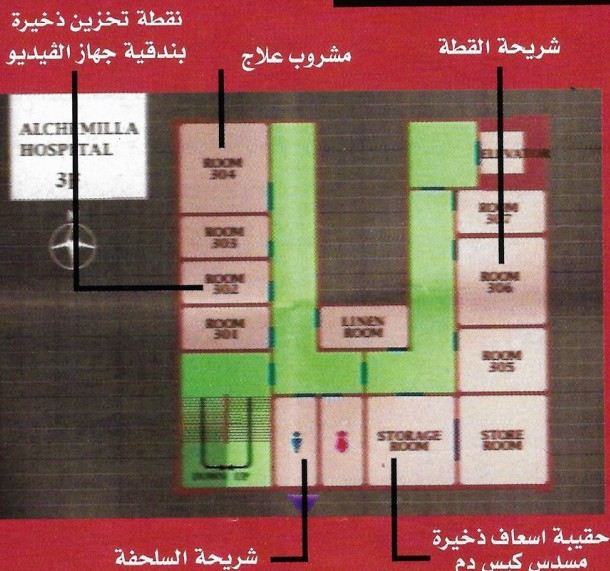 نقطة تخزين ذخيرة
بندقية جهاز الڤيديو
مشروب علاج
شريحة القطة
ALCHEMILLA
HOSPITAL
3F
N
ROOM
304
ROOM
303
ROOM
302
ROOM
301
LINEN
ROOM
ELEVATOR
ROOM
307
ROOM
306
ROOM
305
STORAGE
ROOM
STORE
ROOM
DOWN UP
شريحة السلحفة
حقيبة اسعاف ذخيرة
مسدس كيس دم